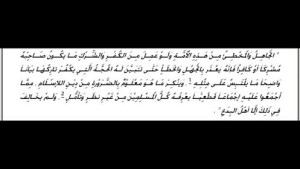 " الجاهل والمخطئ من هذه الأمة ولو عمل من الكفر والشرك ما يكون صاحبه
مشركا أو كافرا فإنه يعذر بالجهل والخطأ حتى تتبين له الحجة التي يكفر تاركها بيانا
واضحا ما يلتبس على مثله ، وينكر ما هو معلوم بالضرورة من دين الإسلام ، مما
أجمعوا عليه إجماعا قطعيا يعرفه كل المسلمين من غير نظر وتأمل ، ولم يخالف
في ذلك إلا أهل البدع "